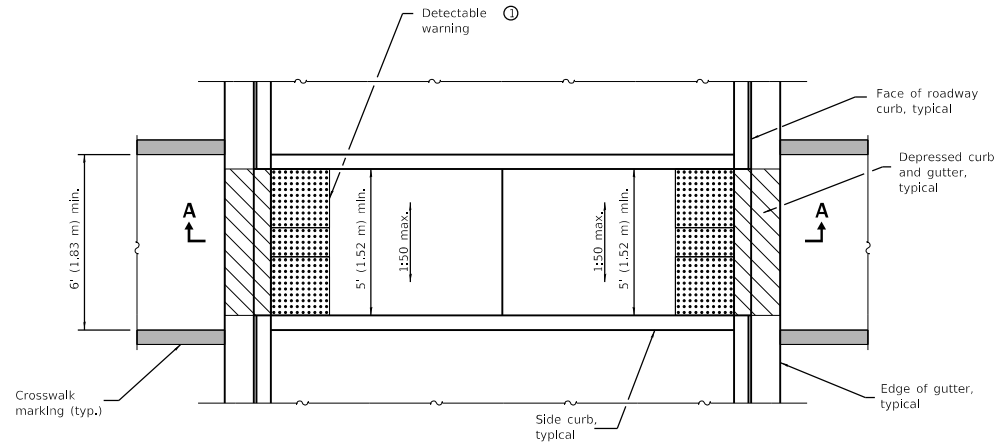 Detectable ①
warning
Face of roadway
curb, typical
Depressed curb
and gutter,
typical
6' (1.83 m) min.
A
5' (1.52 m) min.
1:50 max.
1:50 max.
5' (1.52 m) min.
A
Crosswalk
marking (typ.)
Side curb,
typical
Edge of gutter,
typical